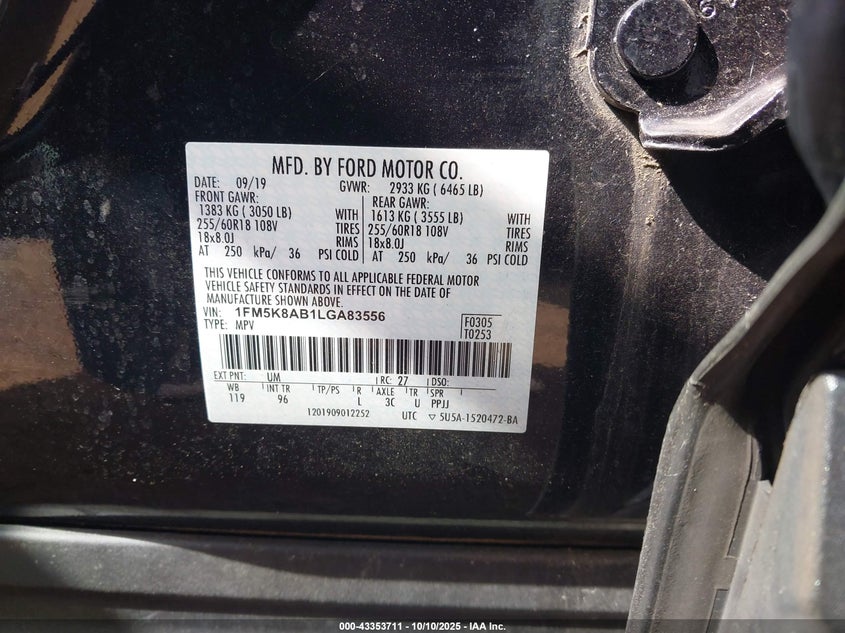 MFD. BY FORD MOTOR CO.
DATE: 09/19 GVWR: 2933 KG ( 6465 LB)
FRONT GAWR: REAR GAWR:
1383 KG ( 3050 LB) WITH 1613 KG ( 3555 LB) WITH
255/60R18 108V TIRES 255/60R18 108V TIRES
18x8.0J RIMS 18x8.0J RIMS
AT 250 kPa/ 36 PSI COLD AT 250 kPa/ 36 PSI COLD
THIS VEHICLE CONFORMS TO ALL APPLICABLE FEDERAL MOTOR
VEHICLE SAFETY STANDARDS IN EFFECT ON THE DATE OF
MANUFACTURE SHOWN ABOVE.
VIN: 1FM5K8AB1LGA83556 F0305
TYPE: MPV T0253
EXT PNT: UM RC: 27 DSO:
WB INT TR TP/PS R AXLE TR SPR
119 96 L 3C U PPJJ
1201909012252 UTC ▽ 5U5A-1520472-BA
000-43353711 - 10/10/2025 - IAA Inc.